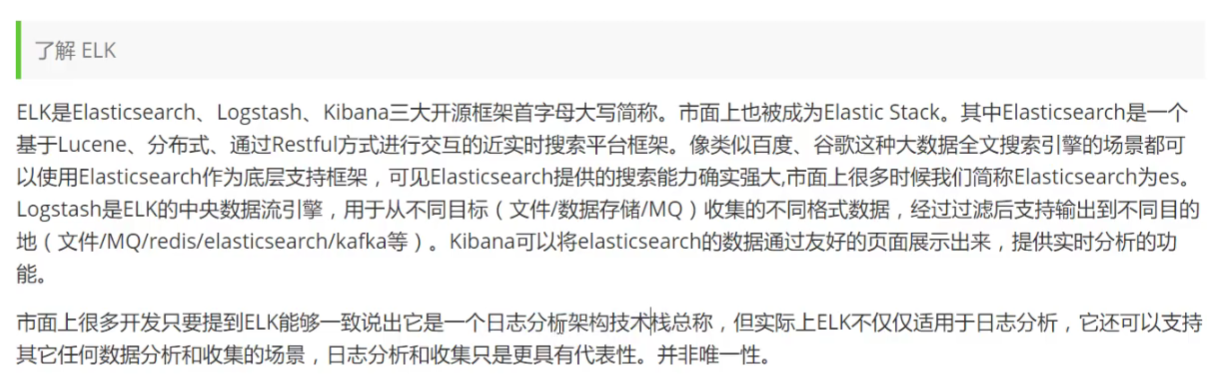 了解 ELK
ELK是Elasticsearch、Logstash、Kibana三大开源框架首字母大写简称。市面上也被成为Elastic Stack。其中Elasticsearch是一个
基于Lucene、分布式、通过Restful方式进行交互的近实时搜索平台框架。像类似百度、谷歌这种大数据全文搜索引擎的场景都可
以使用Elasticsearch作为底层支持框架，可见Elasticsearch提供的搜索能力确实强大,市面上很多时候我们简称Elasticsearch为es。
Logstash是ELK的中央数据流引擎，用于从不同目标（文件/数据存储/MQ）收集的不同格式数据，经过过滤后支持输出到不同目的
地（文件/MQ/redis/elasticsearch/kafka等）。Kibana可以将elasticsearch的数据通过友好的页面展示出来，提供实时分析的功
能。
市面上很多开发只要提到ELK能够一致说出它是一个日志分析架构技术栈总称，但实际上ELK不仅仅适用于日志分析，它还可以支持
其它任何数据分析和收集的场景，日志分析和收集只是更具有代表性。并非唯一性。